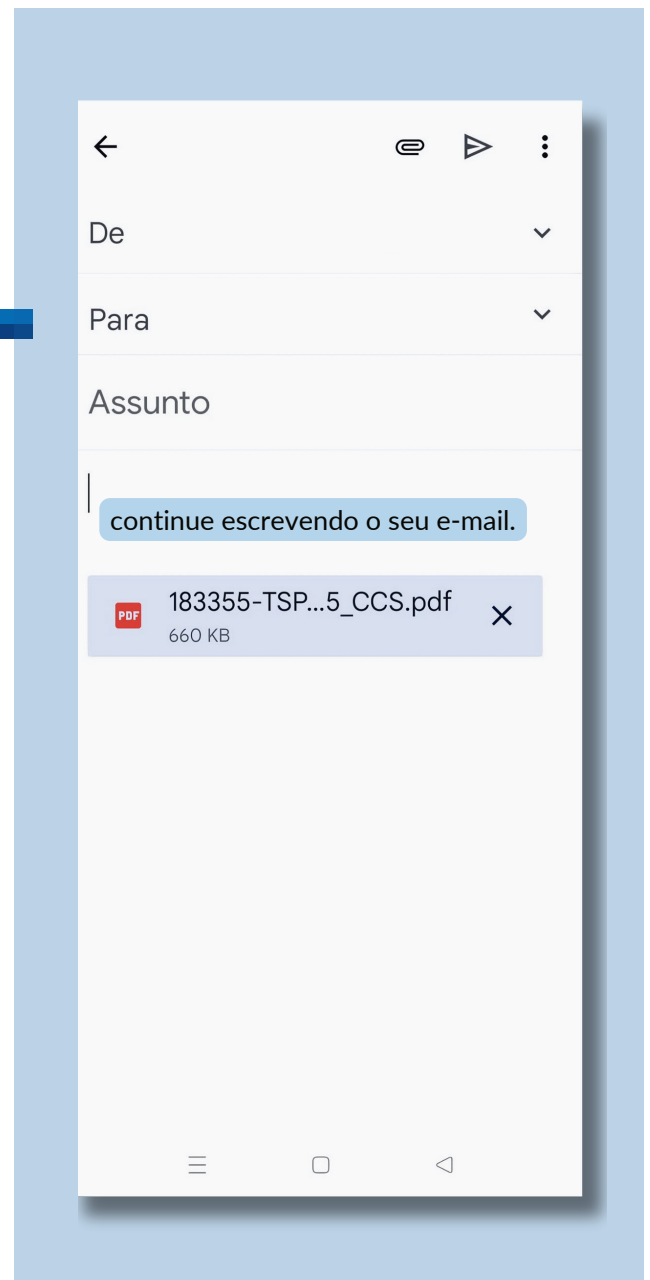 De
Para
Assunto
continue escrevendo o seu e-mail.
PDF
183355-TSP...5_CCS.pdf
660 KB